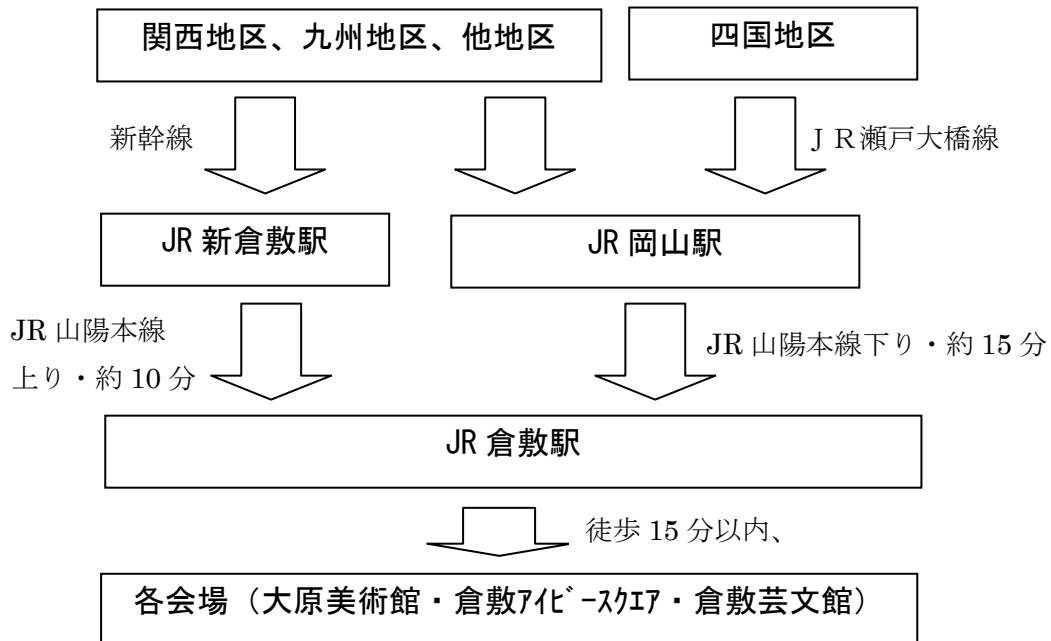 関西地区、九州地区、他地区
四国地区
新幹線
ＪＲ瀬戸大橋線
JR 新倉敷駅
JR 岡山駅
JR 山陽本線
上り・約 10 分
JR 山陽本線下り・約 15 分
JR 倉敷駅
徒歩 15 分以内、
各会場（大原美術館・倉敷ｱｲﾋﾞｰｽｸｴｱ・倉敷芸文館）